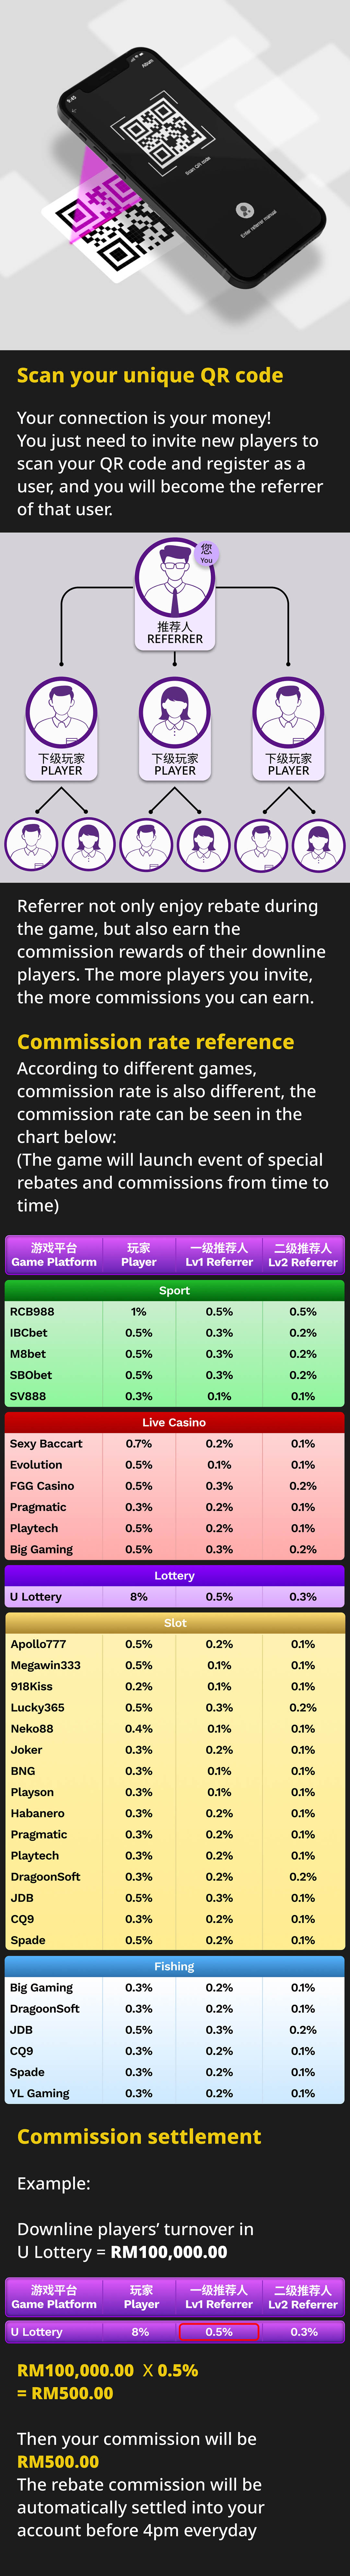 9:45
Album
Scan QR code
Enter referrer manual
Scan your unique QR code
Your connection is your money!
You just need to invite new players to
scan your QR code and register as a
user, and you will become the referrer
of that user.
您
You
推荐人
REFERRER
下级玩家 下级玩家 下级玩家
PLAYER PLAYER PLAYER
Referrer not only enjoy rebate during
the game, but also earn the
commission rewards of their downline
players. The more players you invite,
the more commissions you can earn.
Commission rate reference
According to different games,
commission rate is also different, the
commission rate can be seen in the
chart below:
(The game will launch event of special
rebates and commissions from time to
time)
游戏平台 玩家 一级推荐人 二级推荐人
Game Platform Player Lv1 Referrer Lv2 Referrer
Sport
RCB988 1% 0.5% 0.5%
IBCbet 0.5% 0.3% 0.2%
M8bet 0.5% 0.3% 0.2%
SBObet 0.5% 0.3% 0.2%
SV888 0.3% 0.1% 0.1%
Live Casino
Sexy Baccart 0.7% 0.2% 0.1%
Evolution 0.5% 0.1% 0.1%
FGG Casino 0.5% 0.3% 0.2%
Pragmatic 0.3% 0.2% 0.1%
Playtech 0.5% 0.2% 0.1%
Big Gaming 0.5% 0.3% 0.2%
Lottery
U Lottery 8% 0.5% 0.3%
Slot
Apollo777 0.5% 0.2% 0.1%
Megawin333 0.5% 0.1% 0.1%
918Kiss 0.2% 0.1% 0.1%
Lucky365 0.5% 0.3% 0.2%
Neko88 0.4% 0.1% 0.1%
Joker 0.3% 0.2% 0.1%
BNG 0.3% 0.1% 0.1%
Playson 0.3% 0.1% 0.1%
Habanero 0.3% 0.2% 0.1%
Pragmatic 0.3% 0.2% 0.1%
Playtech 0.3% 0.2% 0.1%
DragoonSoft 0.3% 0.2% 0.2%
JDB 0.5% 0.3% 0.1%
CQ9 0.3% 0.2% 0.1%
Spade 0.5% 0.2% 0.1%
Fishing
Big Gaming 0.3% 0.2% 0.1%
DragoonSoft 0.3% 0.2% 0.1%
JDB 0.5% 0.3% 0.2%
CQ9 0.3% 0.2% 0.1%
Spade 0.3% 0.2% 0.1%
YL Gaming 0.3% 0.2% 0.1%
Commission settlement
Example:
Downline players’ turnover in
U Lottery = RM100,000.00
游戏平台 玩家 一级推荐人 二级推荐人
Game Platform Player Lv1 Referrer Lv2 Referrer
U Lottery 8% 0.5% 0.3%
RM100,000.00 X 0.5%
= RM500.00
Then your commission will be
RM500.00
The rebate commission will be
automatically settled into your
account before 4pm everyday